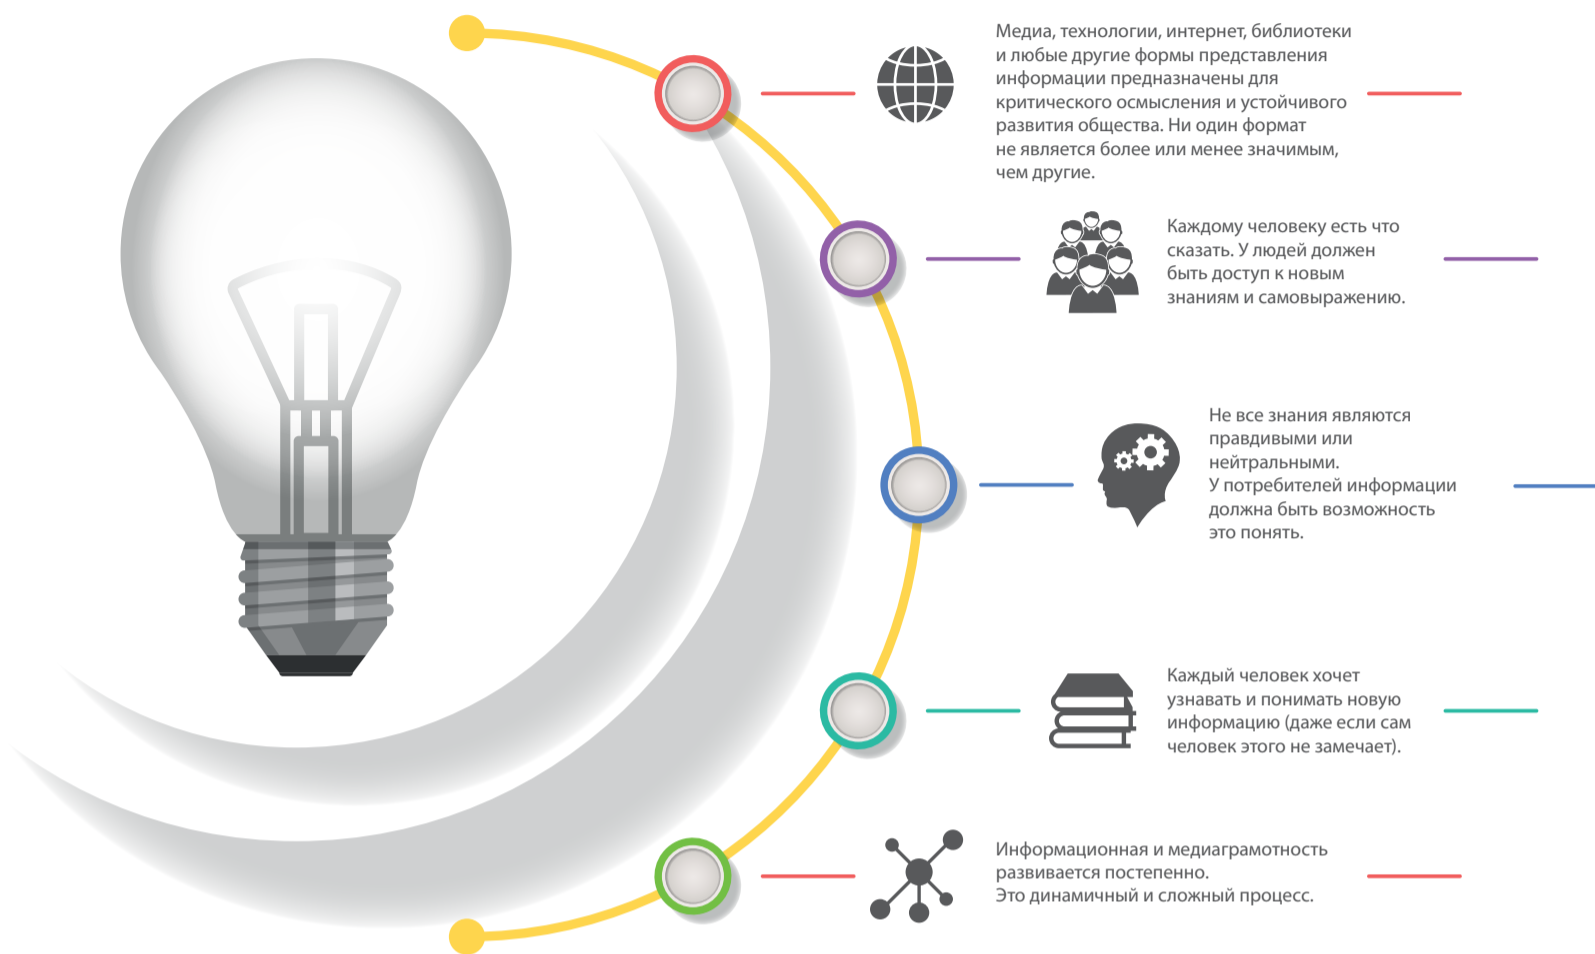 Медиа, технологии, интернет, библиотеки
и любые другие формы представления
информации предназначены для
критического осмысления и устойчивого
развития общества. Ни один формат
не является более или менее значимым,
чем другие.
Каждому человеку есть что
сказать. У людей должен
быть доступ к новым
знаниям и самовыражению.
Не все знания являются
правдивыми или
нейтральными.
У потребителей информации
должна быть возможность
это понять.
Каждый человек хочет
узнавать и понимать новую
информацию (даже если сам
человек этого не замечает).
Информационная и медиаграмотность
развивается постепенно.
Это динамичный и сложный процесс.